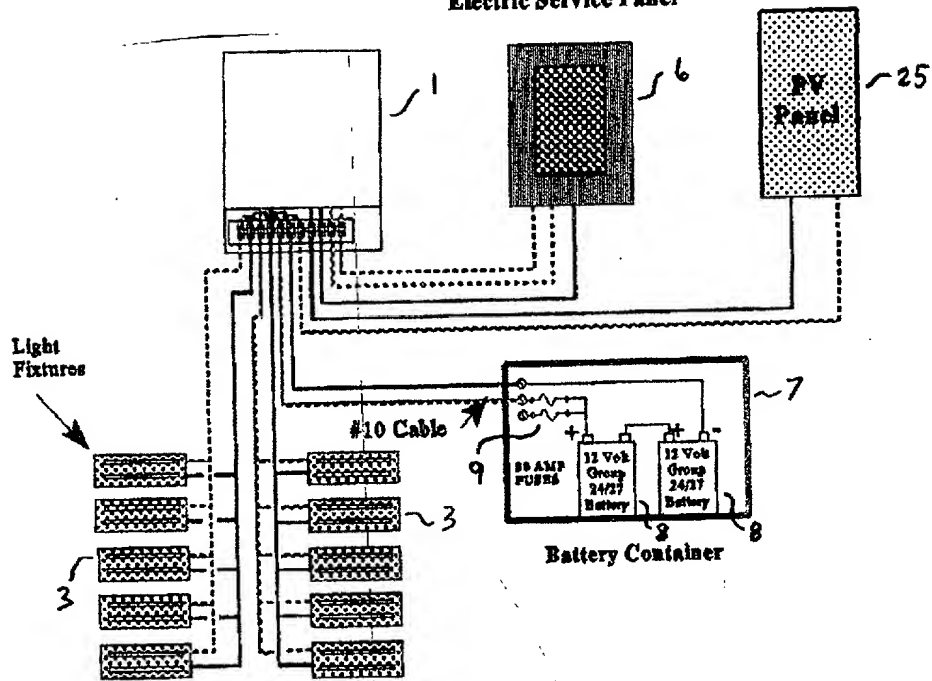 Electric Service Panel
1
6
PV
Panel
25
Light
Fixtures
#10 Cable
7
9
AMP
FUSES
+
+
-
12 Volt
Group
24/27
Battery
8
12 Volt
Group
24/27
Battery
8
Battery Container
3
3